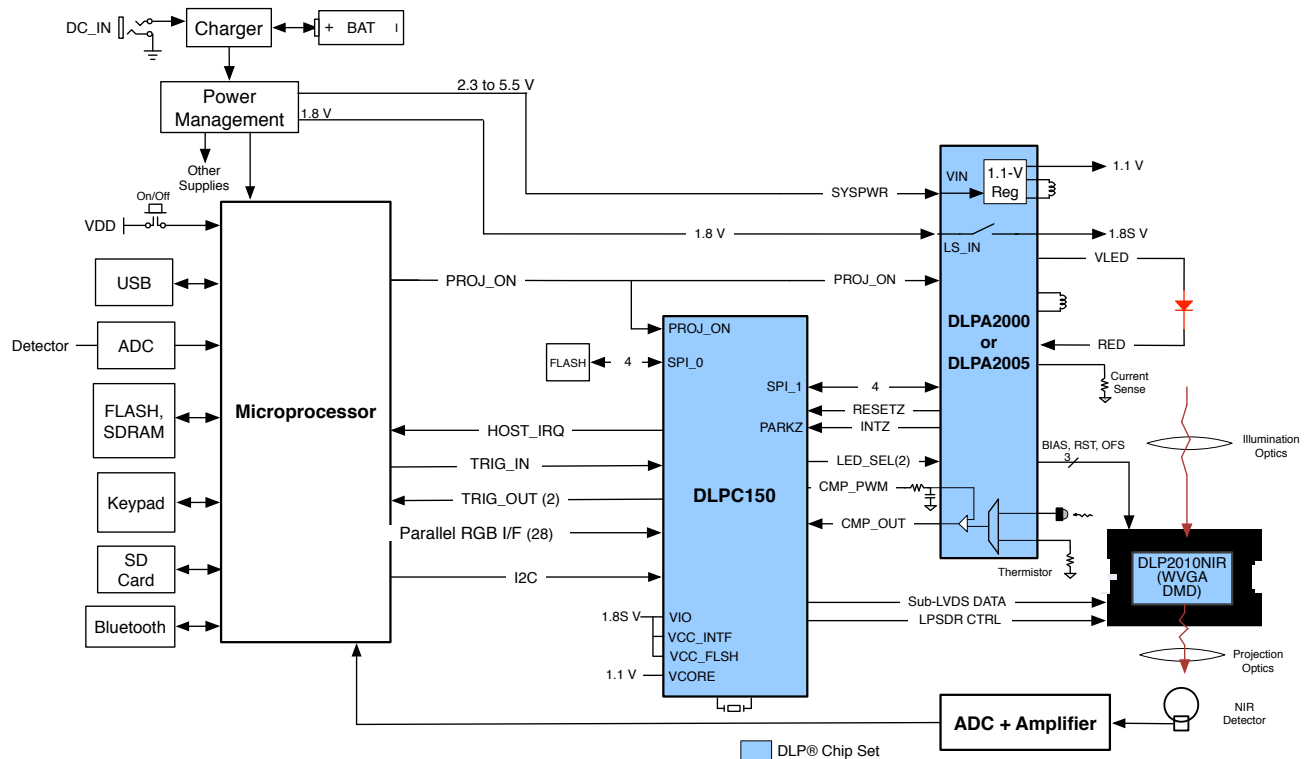 DC_IN
Charger
+ BAT −
Power
Management
2.3 to 5.5 V
1.8 V
Other
Supplies
On/Off
VDD
USB
Detector
ADC
FLASH,
SDRAM
Keypad
SD
Card
Bluetooth
Microprocessor
SYSPWR
1.8 V
PROJ_ON
PROJ_ON
HOST_IRQ
TRIG_IN
TRIG_OUT (2)
Parallel RGB I/F (28)
I2C
FLASH
4
PROJ_ON
SPI_0
SPI_1
PARKZ
DLPC150
1.8S V
VIO
VCC_INTF
VCC_FLSH
1.1 V
VCORE
4
RESETZ
INTZ
LED_SEL(2)
CMP_PWM
CMP_OUT
Sub-LVDS DATA
LPSDR CTRL
VIN
1.1-V
Reg
LS_IN
DLPA2000
or
DLPA2005
1.1 V
1.8S V
VLED
RED
Current
Sense
BIAS, RST, OFS
3
Thermistor
Illumination
Optics
DLP2010NIR
(WVGA
DMD)
Projection
Optics
NIR
Detector
ADC + Amplifier
DLP® Chip Set